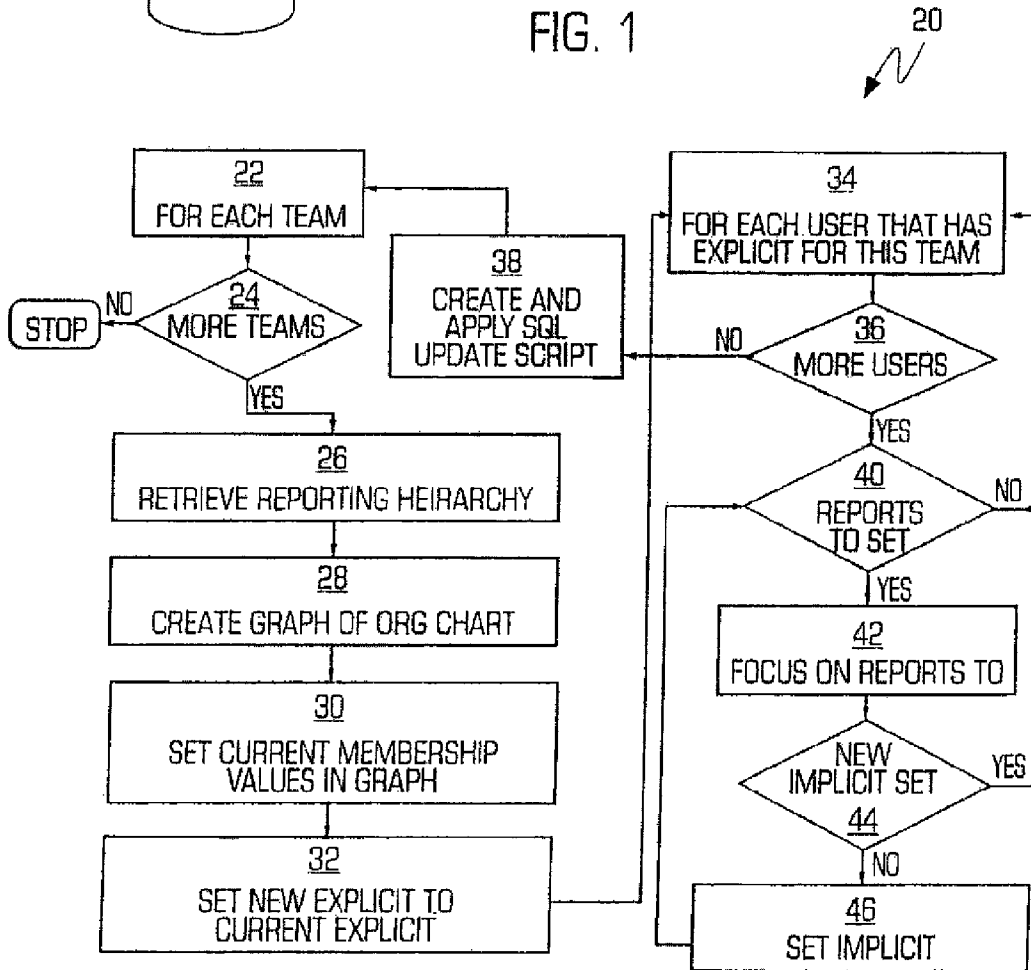 FIG. 1
20
22
FOR EACH TEAM
24
MORE TEAMS
NO
STOP
YES
26
RETRIEVE REPORTING HEIRARCHY
28
CREATE GRAPH OF ORG CHART
30
SET CURRENT MEMBERSHIP
VALUES IN GRAPH
32
SET NEW EXPLICIT TO
CURRENT EXPLICIT
38
CREATE AND
APPLY SQL
UPDATE SCRIPT
34
FOR EACH USER THAT HAS
EXPLICIT FOR THIS TEAM
36
MORE USERS
NO
YES
40
REPORTS
TO SET
NO
YES
42
FOCUS ON REPORTS TO
NEW
IMPLICIT SET
44
YES
NO
46
SET IMPLICIT